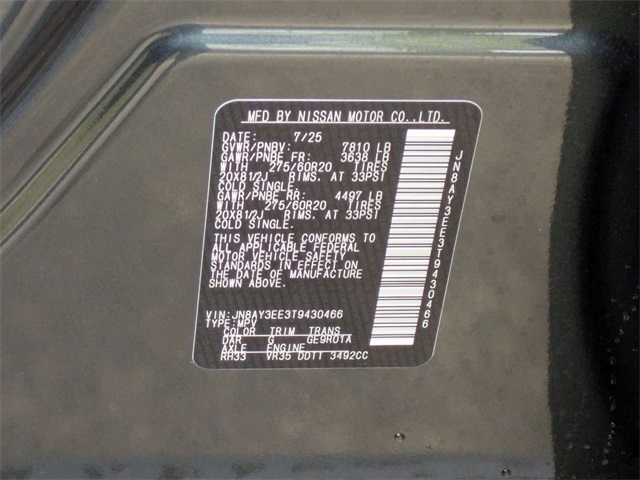 MFD BY NISSAN MOTOR CO.,LTD.
DATE: 7/25
GVWR/PNBV: 7810 LB
GAWR/PNBE FR: 3638 LB
WITH 275/60R20 TIRES
20X81/2J RIMS. AT 33PSI
COLD SINGLE.
GAWR/PNBE RR: 4497 LB
WITH 275/60R20 TIRES
20X81/2J RIMS. AT 33PSI
COLD SINGLE.
THIS VEHICLE CONFORMS TO
ALL APPLICABLE FEDERAL
MOTOR VEHICLE SAFETY
STANDARDS IN EFFECT ON
THE DATE OF MANUFACTURE
SHOWN ABOVE.
VIN:JN8AY3EE3T9430466
TYPE:MPV
COLOR TRIM TRANS
DAR G GE9R01A
AXLE ENGINE
RH33 VR35 DDTT 3492CC
JN8AY3EE3T9430466